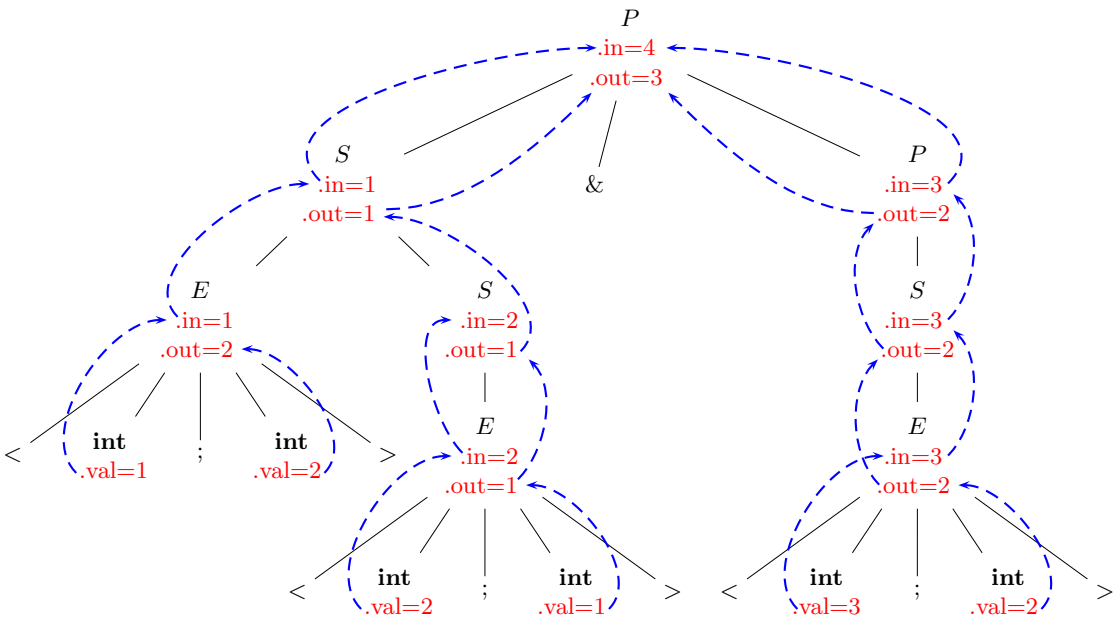 P
.in=4
.out=3
S & P
.in=1 .in=3
.out=1 .out=2
E S S
.in=1 .in=2 .in=3
.out=2 .out=1 .out=2
< int ; int > E E
.val=1 .val=2 .in=2 .in=3
.out=1 .out=2
< int ; int > < int ; int >
.val=2 .val=1 .val=3 .val=2